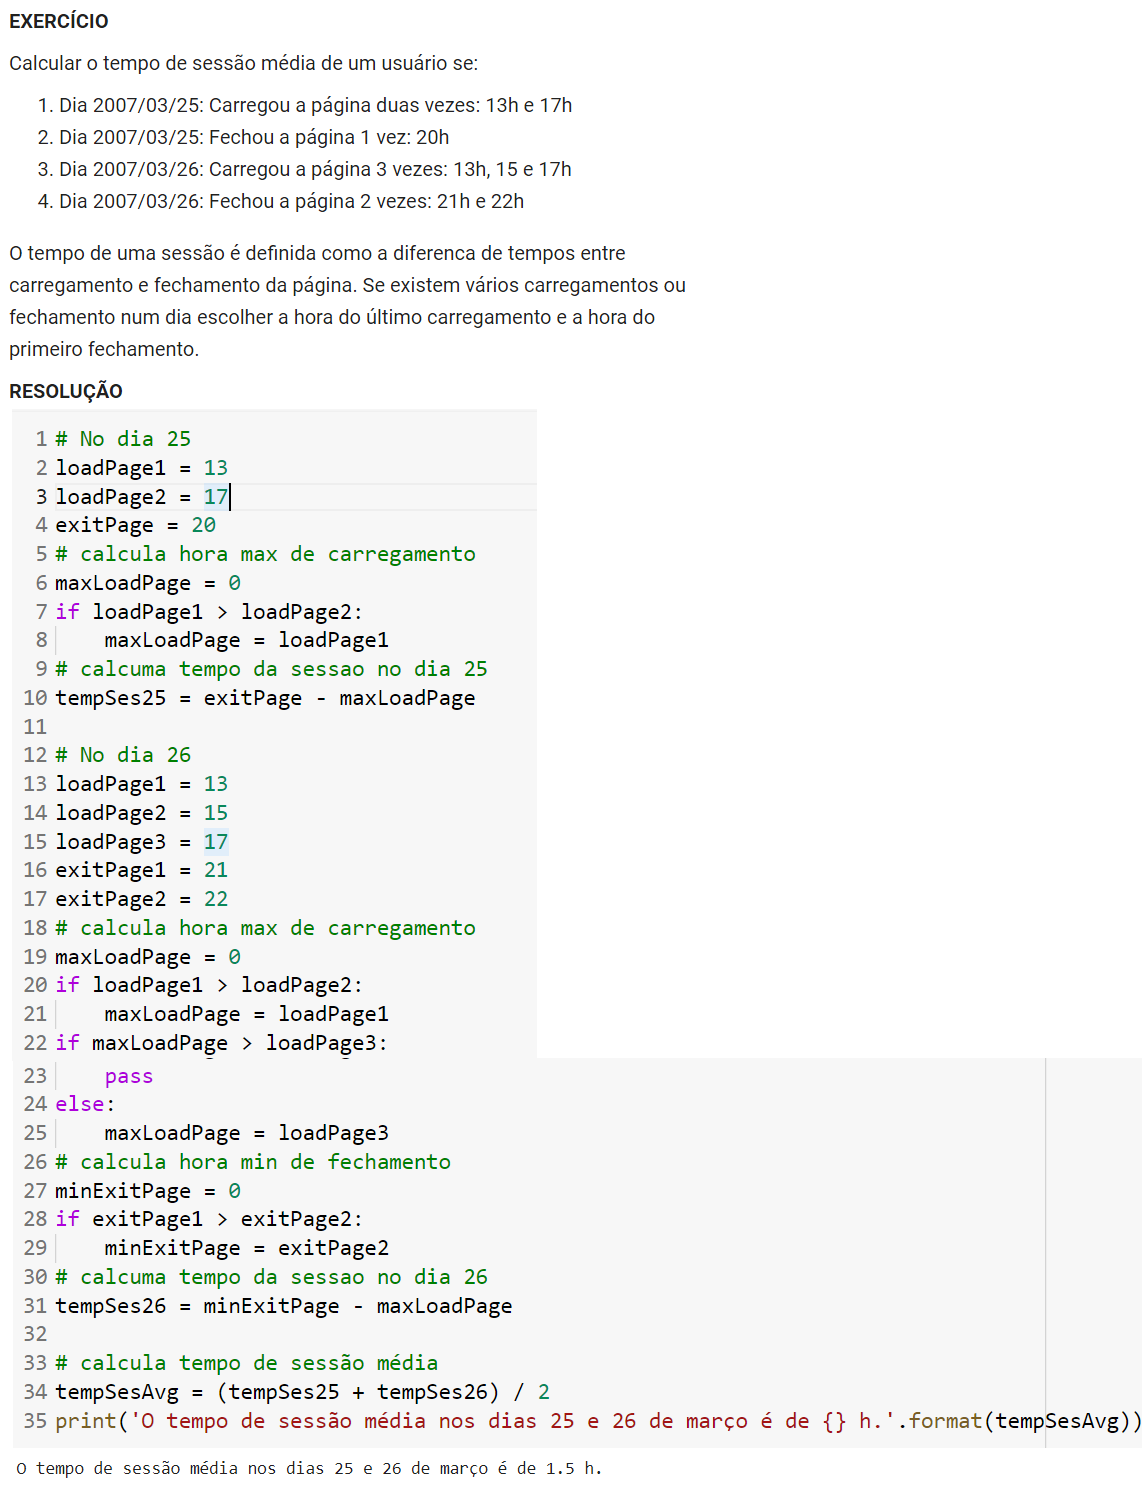 EXERCÍCIO
Calcular o tempo de sessão média de um usuário se:
1. Dia 2007/03/25: Carregou a página duas vezes: 13h e 17h
2. Dia 2007/03/25: Fechou a página 1 vez: 20h
3. Dia 2007/03/26: Carregou a página 3 vezes: 13h, 15 e 17h
4. Dia 2007/03/26: Fechou a página 2 vezes: 21h e 22h
O tempo de uma sessão é definida como a diferenca de tempos entre
carregamento e fechamento da página. Se existem vários carregamentos ou
fechamento num dia escolher a hora do último carregamento e a hora do
primeiro fechamento.
RESOLUÇÃO
1 # No dia 25
2 loadPage1 = 13
3 loadPage2 = 17
4 exitPage = 20
5 # calcula hora max de carregamento
6 maxLoadPage = 0
7 if loadPage1 > loadPage2:
8     maxLoadPage = loadPage1
9 # calcuma tempo da sessao no dia 25
10 tempSes25 = exitPage - maxLoadPage
11
12 # No dia 26
13 loadPage1 = 13
14 loadPage2 = 15
15 loadPage3 = 17
16 exitPage1 = 21
17 exitPage2 = 22
18 # calcula hora max de carregamento
19 maxLoadPage = 0
20 if loadPage1 > loadPage2:
21     maxLoadPage = loadPage1
22 if maxLoadPage > loadPage3:
23     pass
24 else:
25     maxLoadPage = loadPage3
26 # calcula hora min de fechamento
27 minExitPage = 0
28 if exitPage1 > exitPage2:
29     minExitPage = exitPage2
30 # calcuma tempo da sessao no dia 26
31 tempSes26 = minExitPage - maxLoadPage
32
33 # calcula tempo de sessão média
34 tempSesAvg = (tempSes25 + tempSes26) / 2
35 print('O tempo de sessão média nos dias 25 e 26 de março é de {} h.'.format(tempSesAvg))
O tempo de sessão média nos dias 25 e 26 de março é de 1.5 h.